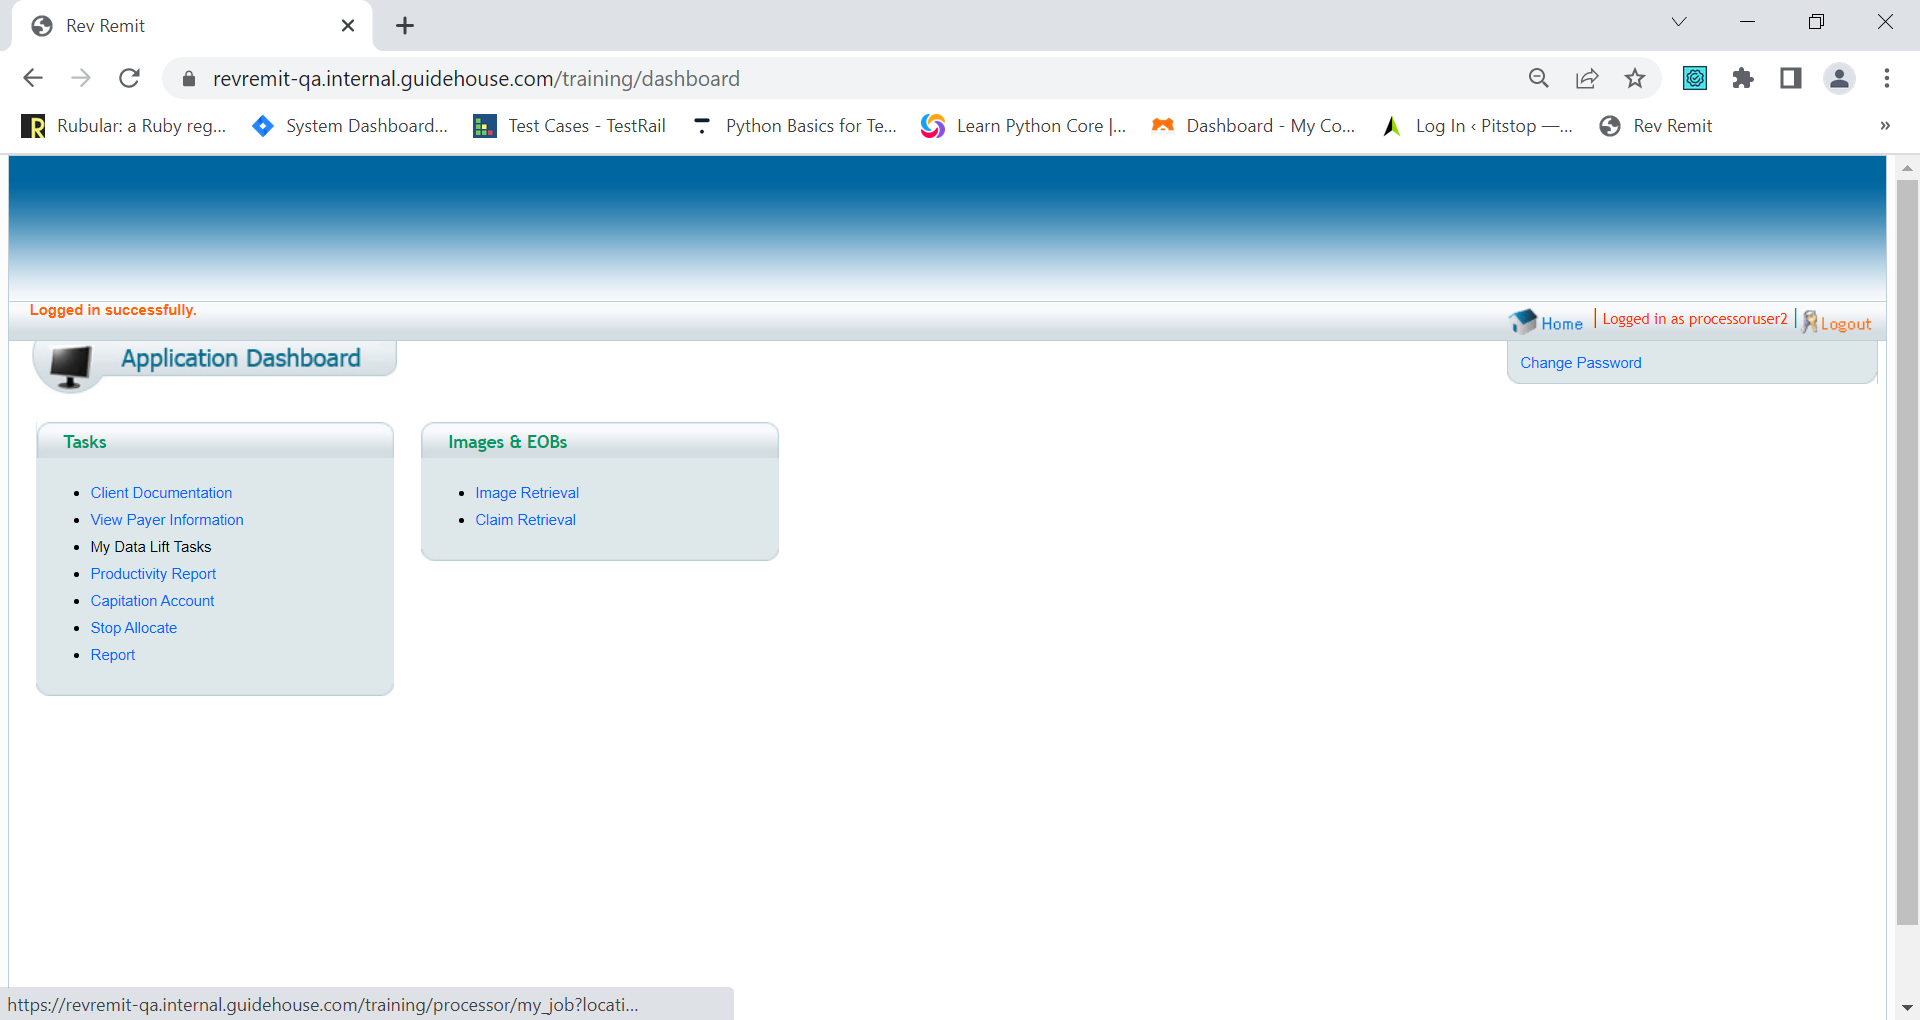 Rev Remit
revremit-qa.internal.guidehouse.com/training/dashboard
Rubular: a Ruby reg...
System Dashboard...
Test Cases - TestRail
Python Basics for Te...
Learn Python Core |...
Dashboard - My Co...
Log In ‹ Pitstop —...
Rev Remit
»
Logged in successfully.
Home
Logged in as processoruser2
Logout
Application Dashboard
Change Password
Tasks
Client Documentation
View Payer Information
My Data Lift Tasks
Productivity Report
Capitation Account
Stop Allocate
Report
Images & EOBs
Image Retrieval
Claim Retrieval
https://revremit-qa.internal.guidehouse.com/training/processor/my_job?locati...